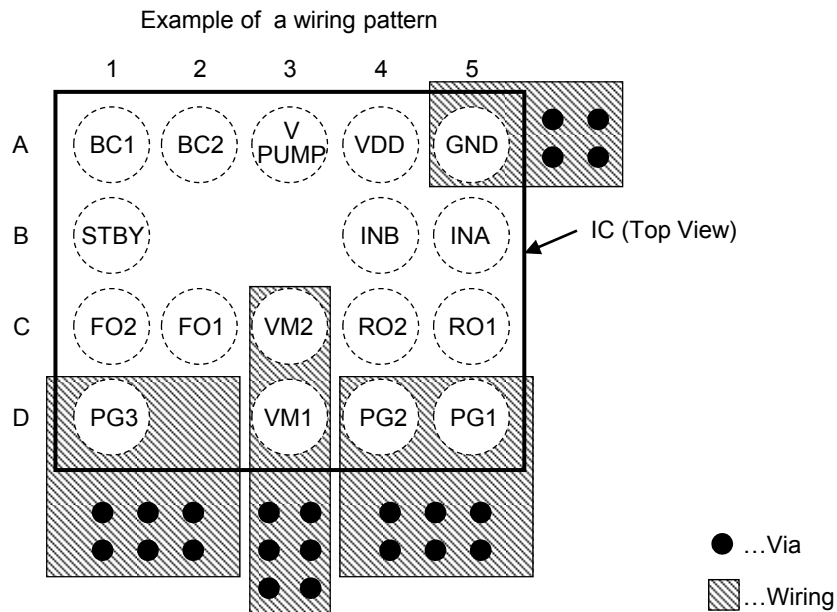 Example of a wiring pattern
1 2 3 4 5
A BC1 BC2 V PUMP VDD GND
B STBY INB INA
IC (Top View)
C FO2 FO1 VM2 RO2 RO1
D PG3 VM1 PG2 PG1
…Via
…Wiring